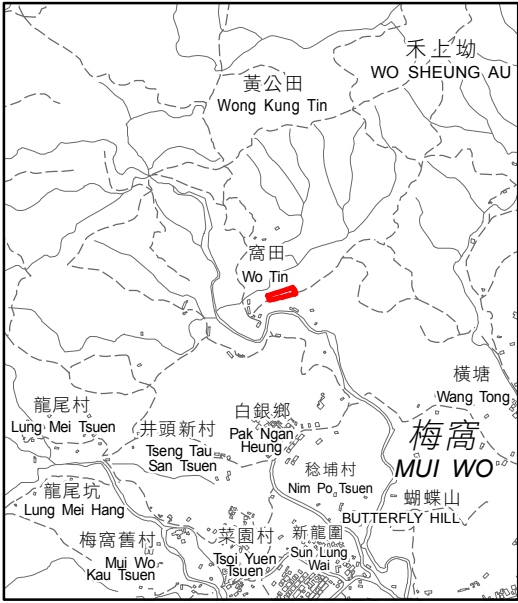 禾上坳
WO SHEUNG AU
黃公田
Wong Kung Tin
窩田
Wo Tin
橫塘
Wang Tong
龍尾村
Lung Mei Tsuen
井頭新村
Tseng Tau
San Tsuen
白銀鄉
Pak Ngan
Heung
梅窩
MUI WO
稔埔村
Nim Po Tsuen
龍尾坑
Lung Mei Hang
蝴蝶山
BUTTERFLY HILL
梅窩舊村
Mui Wo
Kau Tsuen
菜園村
Tsoi Yuen
Tsuen
新龍圍
Sun Lung
Wai